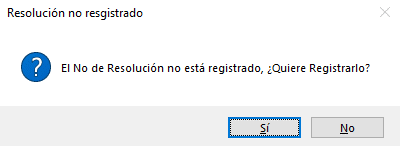 Resolución no resgistrado
El No de Resolución no está registrado, ¿Quiere Registrarlo?
Sí
No